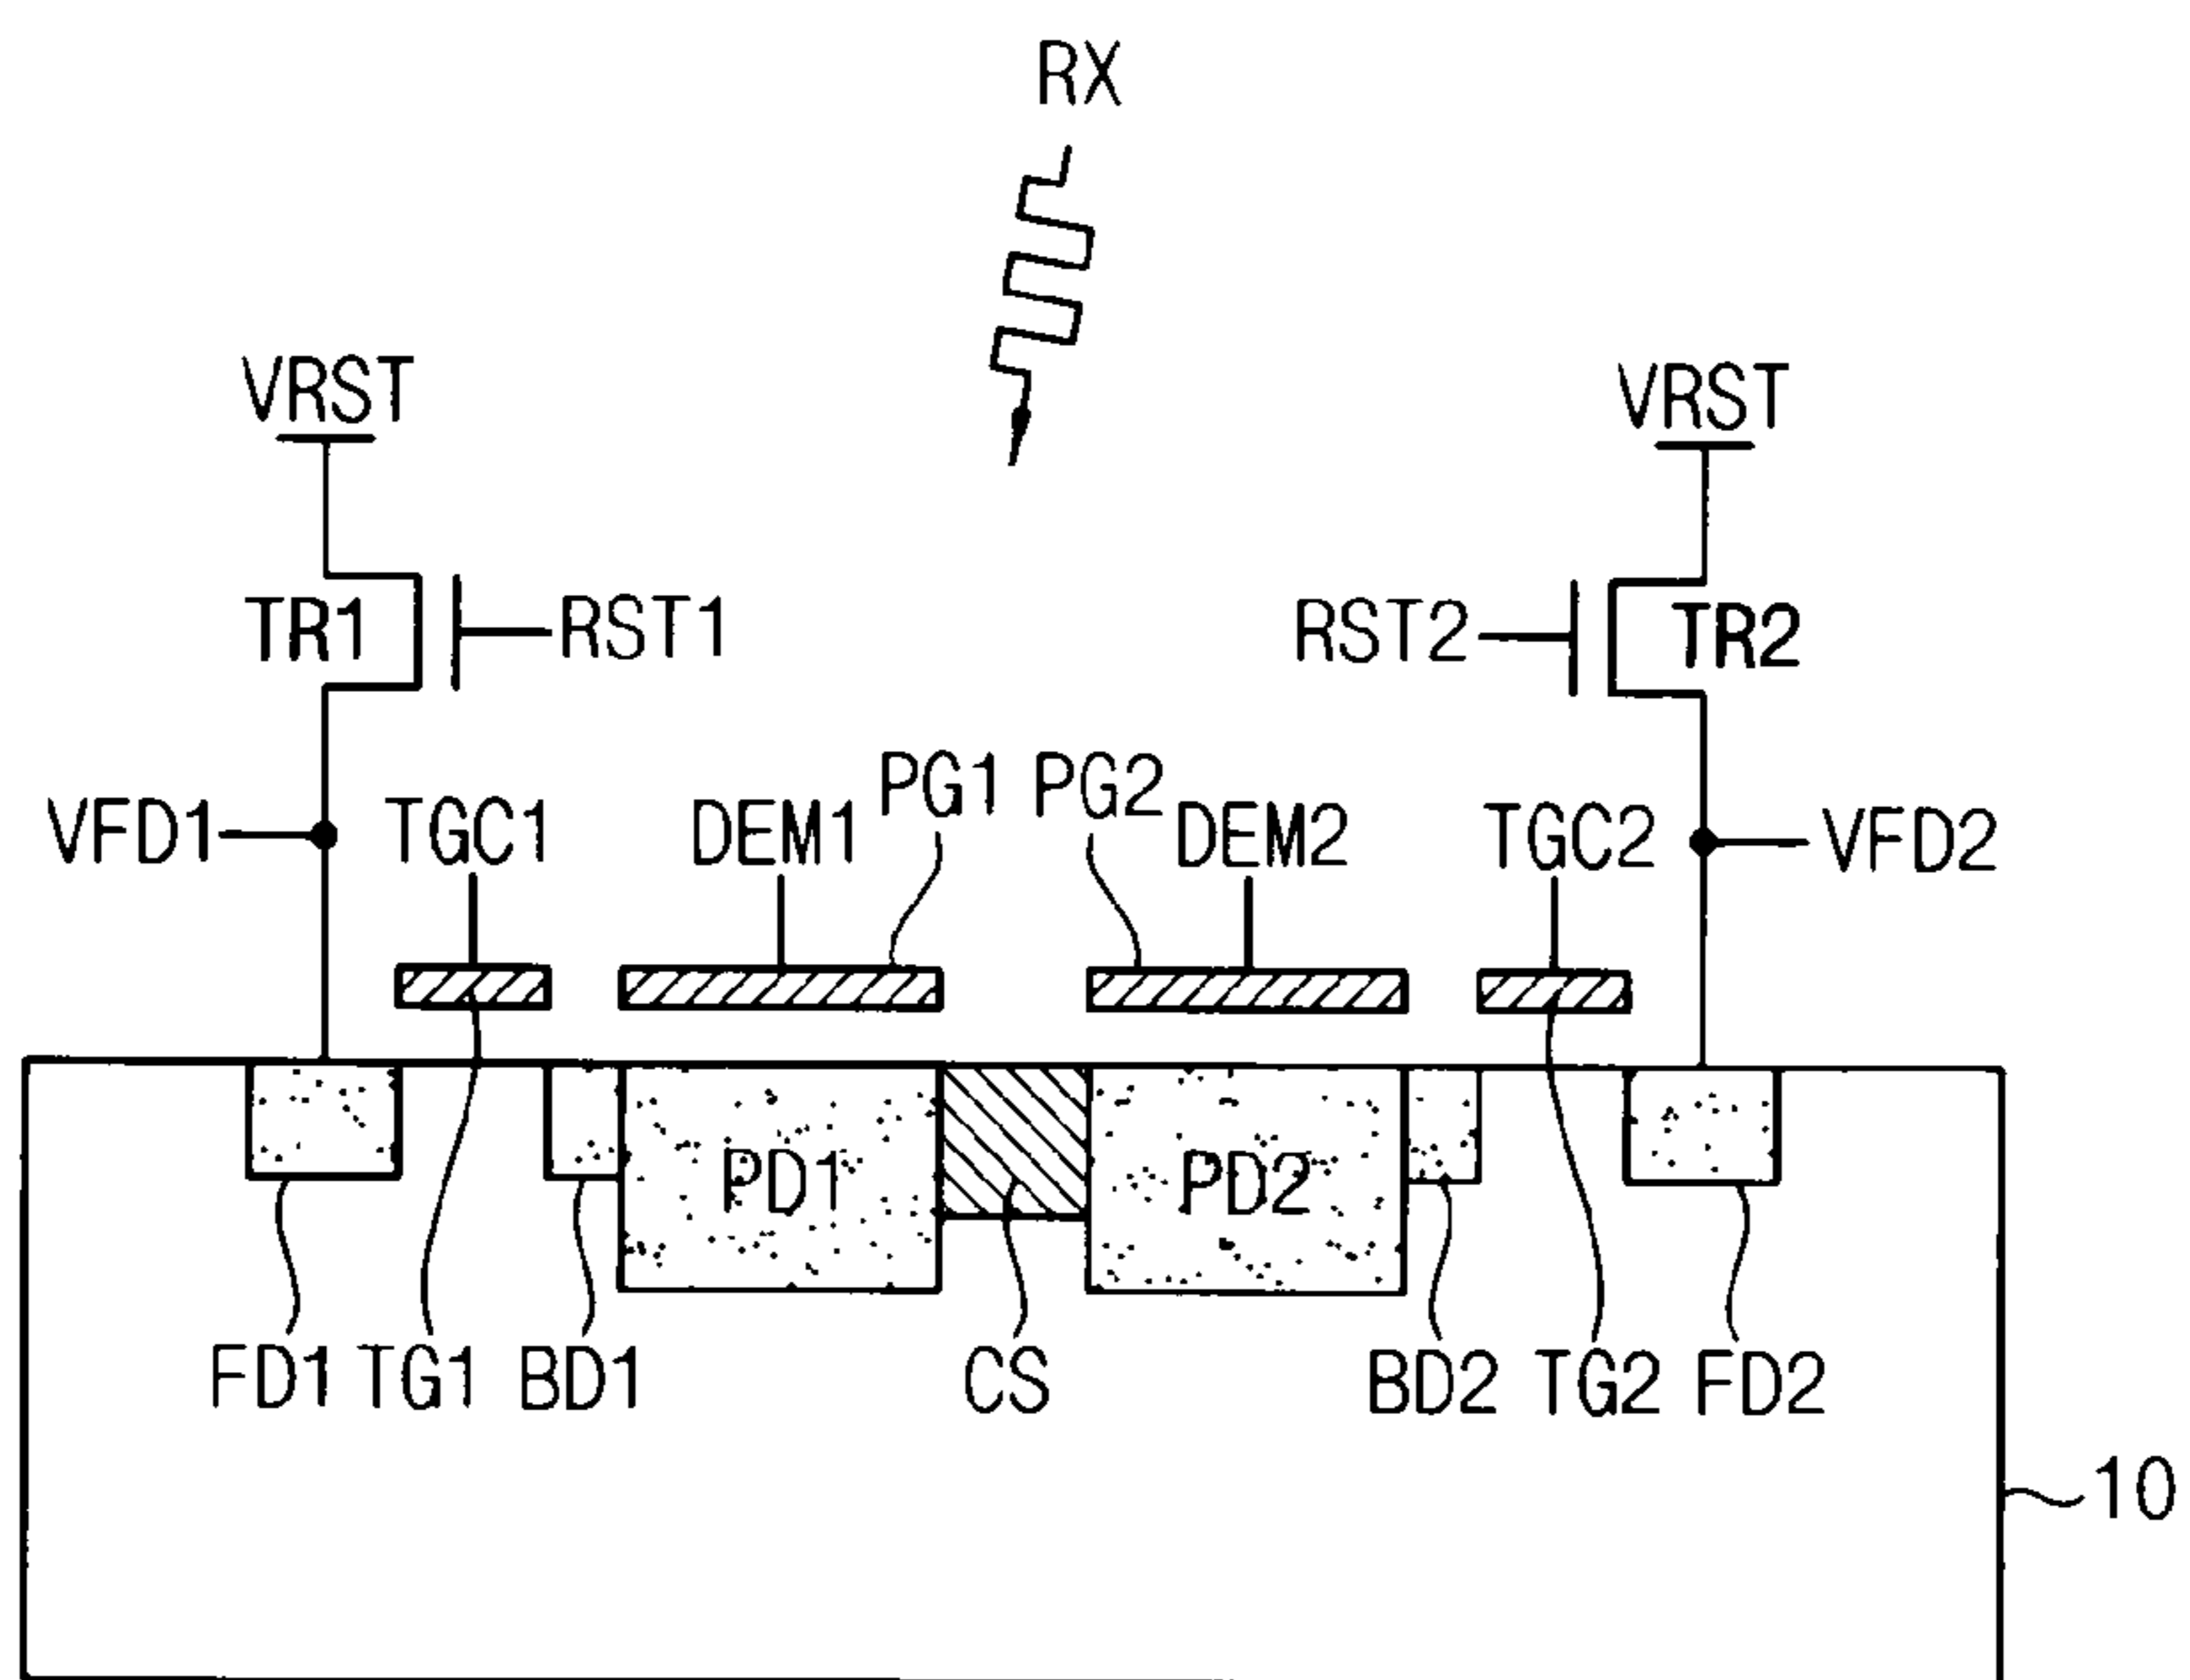 RX
VRST VRST
TR1 RST1 RST2 TR2
PG1 PG2
VFD1 TGC1 DEM1 DEM2 TGC2 VFD2
PD1 PD2
FD1 TG1 BD1 CS BD2 TG2 FD2
10